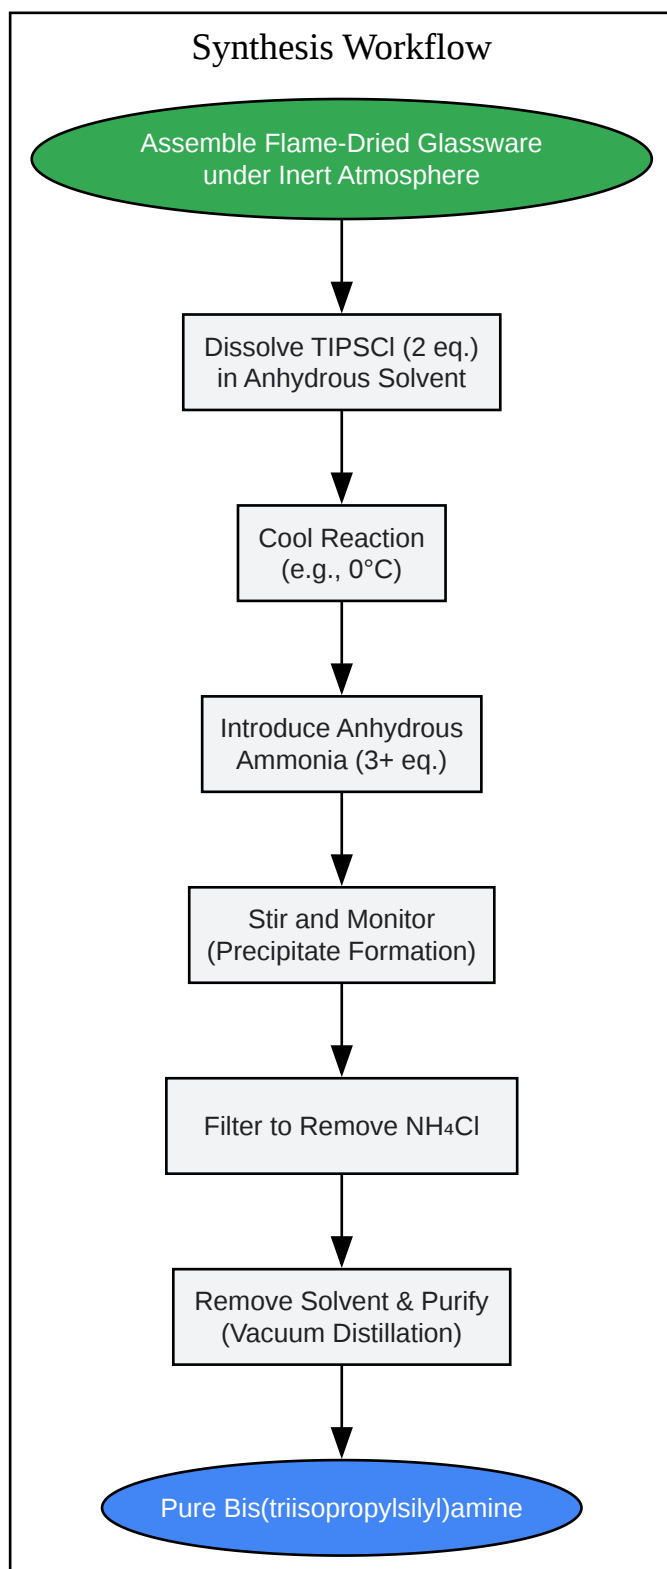 Synthesis Workflow
Assemble Flame-Dried Glassware
under Inert Atmosphere
Dissolve TIPSCl (2 eq.)
in Anhydrous Solvent
Cool Reaction
(e.g., 0°C)
Introduce Anhydrous
Ammonia (3+ eq.)
Stir and Monitor
(Precipitate Formation)
Filter to Remove NH₄Cl
Remove Solvent & Purify
(Vacuum Distillation)
Pure Bis(triisopropylsilyl)amine